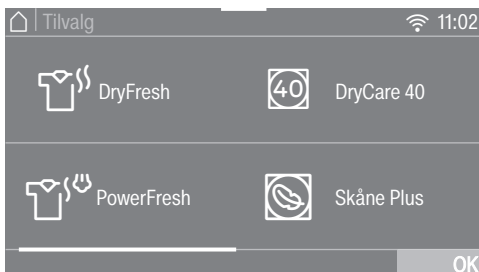 Tilvalg 11:02
DryFresh 40 DryCare 40
PowerFresh Skåne Plus
OK